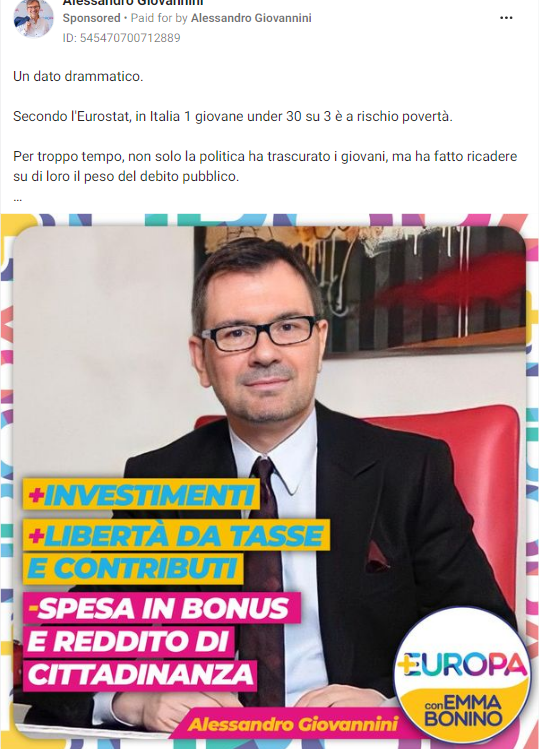 Alessandro Giovannini
Sponsored • Paid for by Alessandro Giovannini
ID: 545470700712889
Un dato drammatico.
Secondo l'Eurostat, in Italia 1 giovane under 30 su 3 è a rischio povertà.
Per troppo tempo, non solo la politica ha trascurato i giovani, ma ha fatto ricadere
su di loro il peso del debito pubblico.
...
+INVESTIMENTI
+LIBERTÀ DA TASSE
E CONTRIBUTI
-SPESA IN BONUS
E REDDITO DI
CITTADINANZA
+EUROPA
con EMMA
BONINO
Alessandro Giovannini